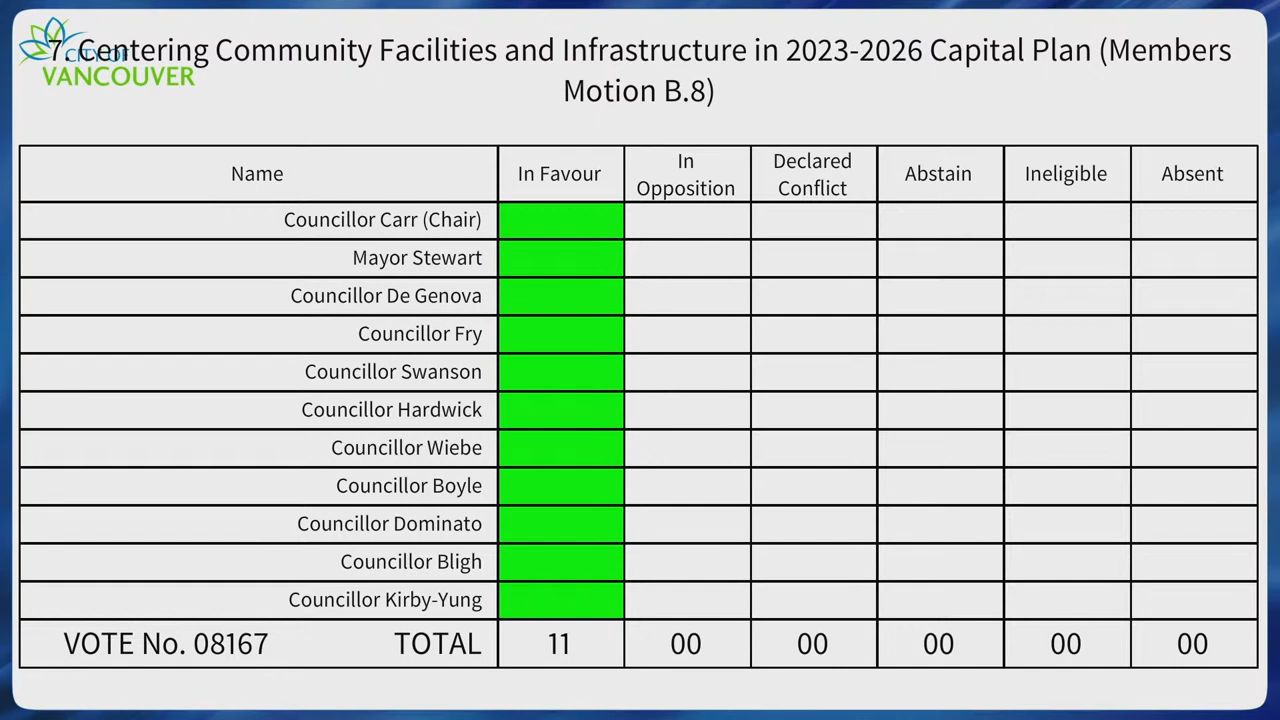 7. Centering Community Facilities and Infrastructure in 2023-2026 Capital Plan (Members
Motion B.8)
CITY OF
VANCOUVER
Name In Favour In Opposition Declared Conflict Abstain Ineligible Absent
Councillor Carr (Chair)
Mayor Stewart
Councillor De Genova
Councillor Fry
Councillor Swanson
Councillor Hardwick
Councillor Wiebe
Councillor Boyle
Councillor Dominato
Councillor Bligh
Councillor Kirby-Yung
VOTE No. 08167 TOTAL 11 00 00 00 00 00